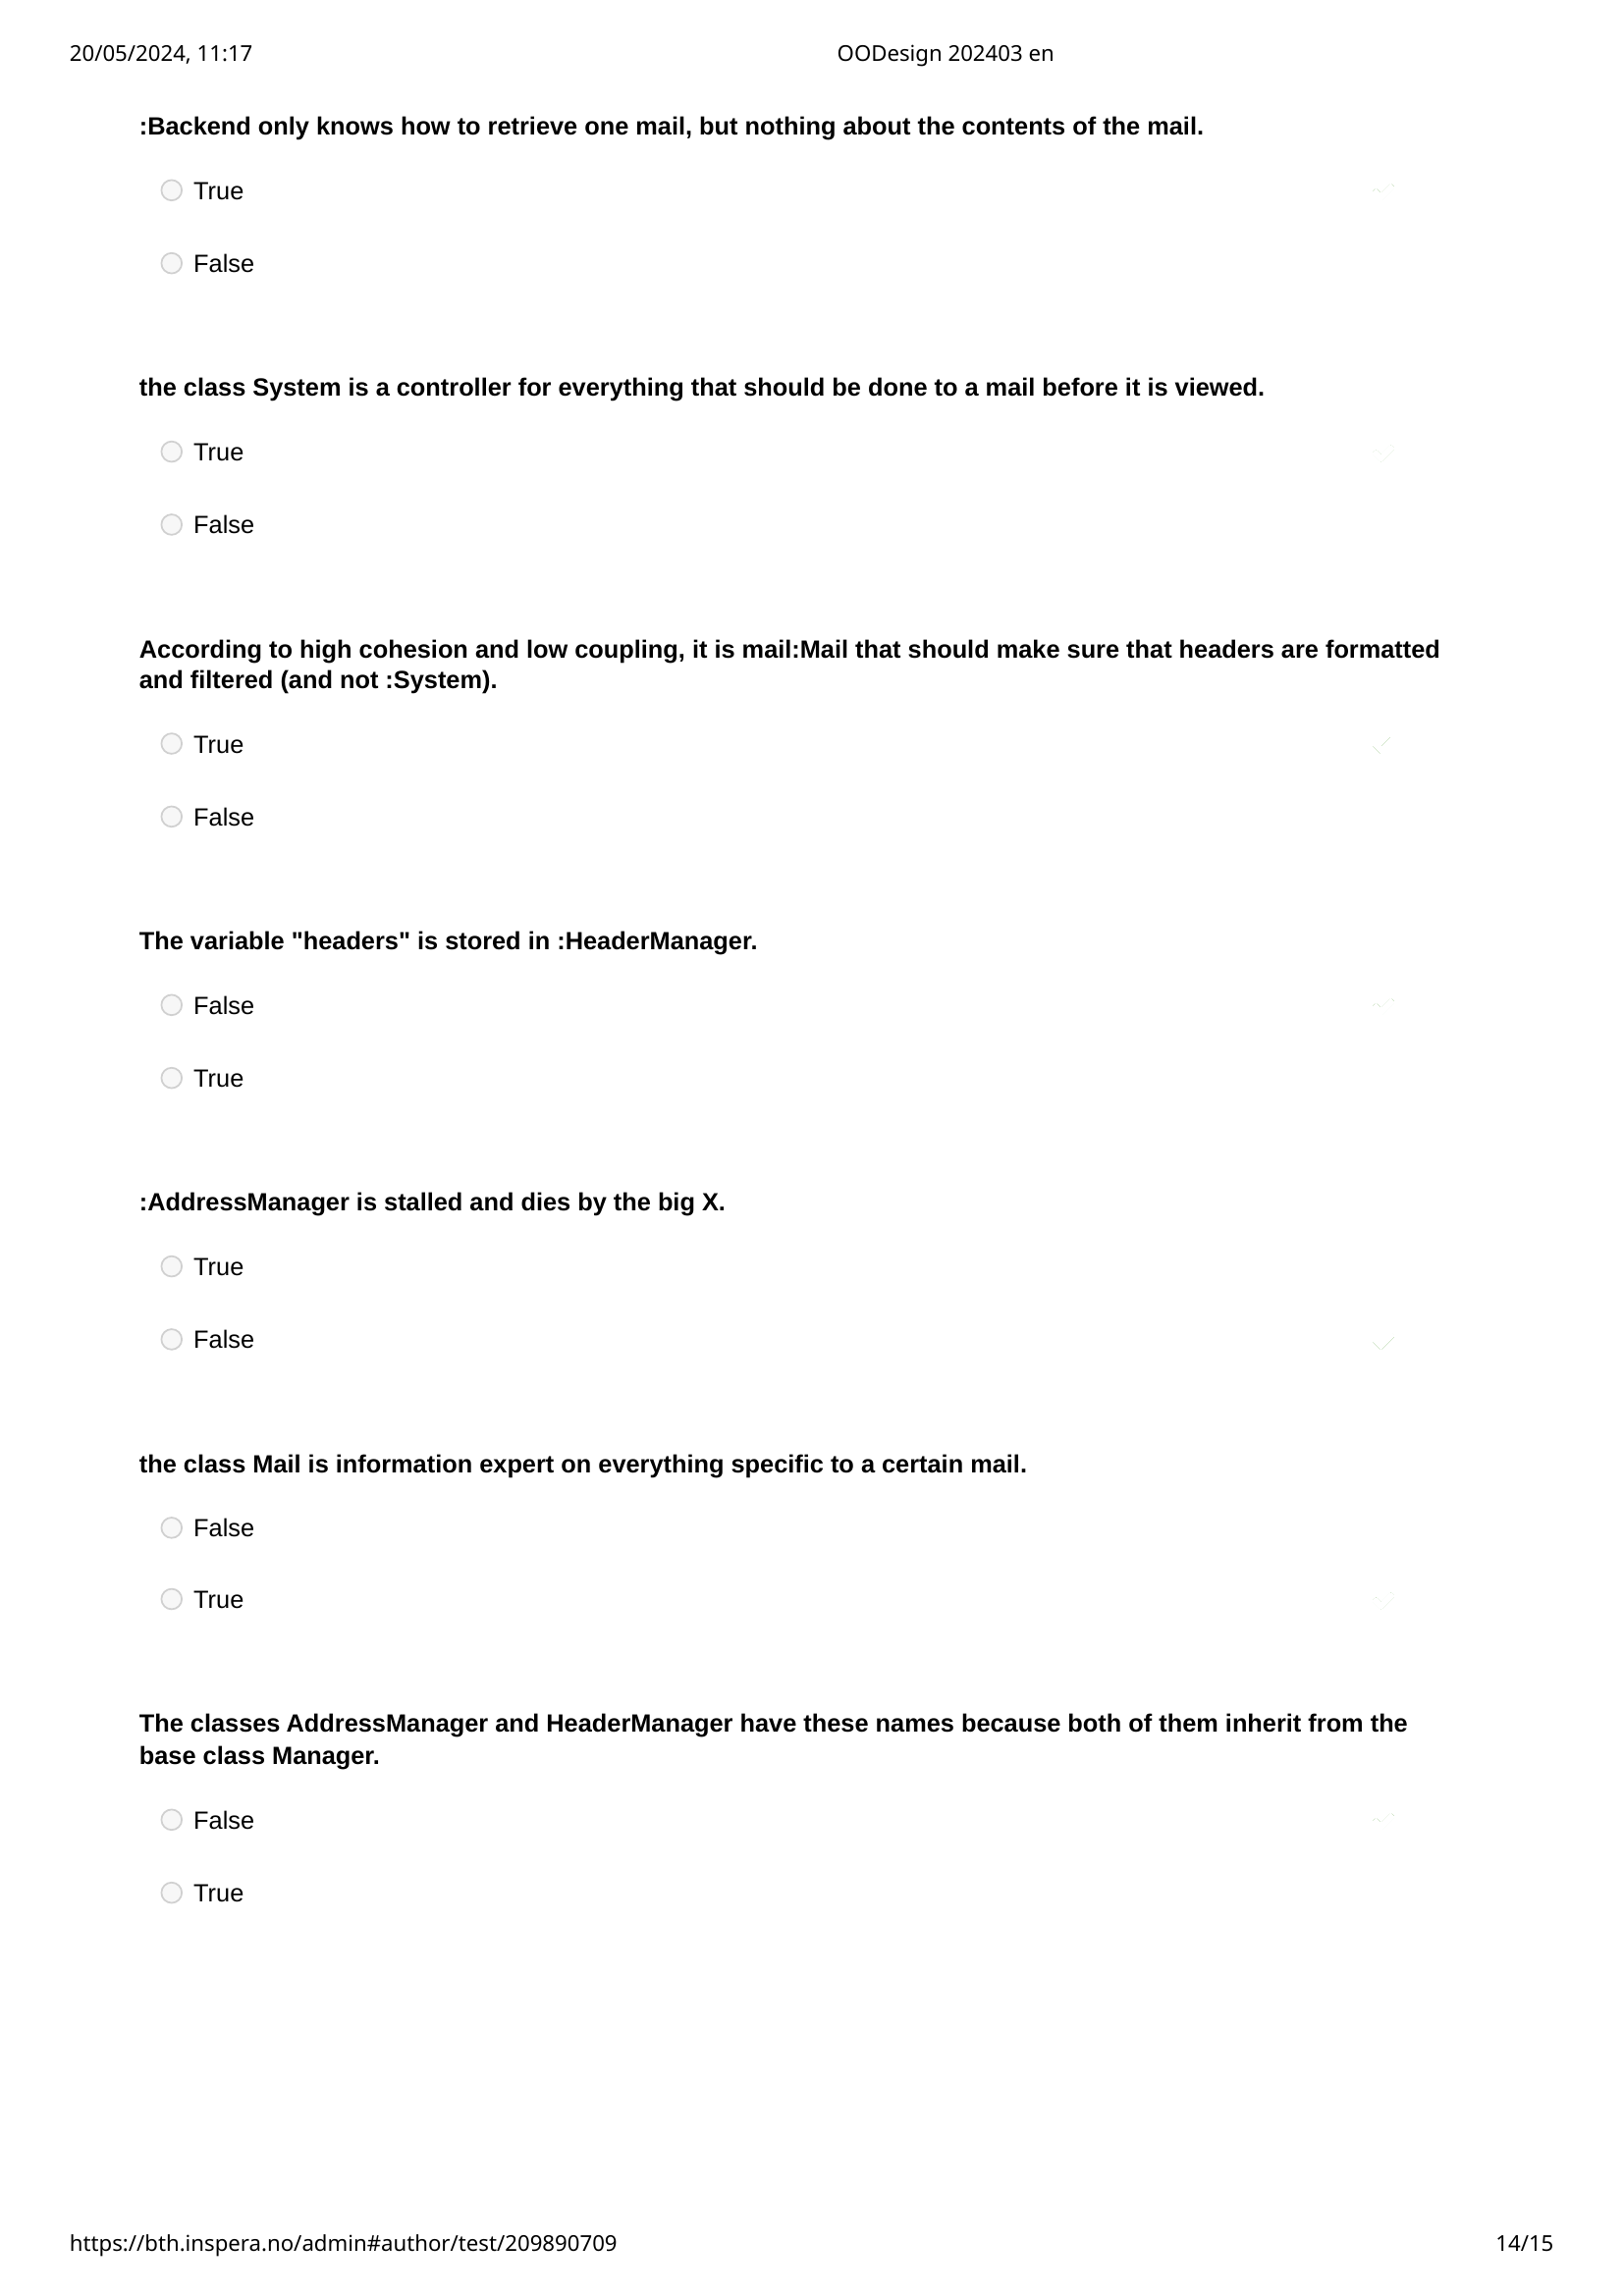 20/05/2024, 11:17 OODesign 202403 en
:Backend only knows how to retrieve one mail, but nothing about the contents of the mail.
True
False
the class System is a controller for everything that should be done to a mail before it is viewed.
True
False
According to high cohesion and low coupling, it is mail:Mail that should make sure that headers are formatted
and filtered (and not :System).
True
False
The variable "headers" is stored in :HeaderManager.
False
True
:AddressManager is stalled and dies by the big X.
True
False
the class Mail is information expert on everything specific to a certain mail.
False
True
The classes AddressManager and HeaderManager have these names because both of them inherit from the
base class Manager.
False
True
https://bth.inspera.no/admin#author/test/209890709 14/15